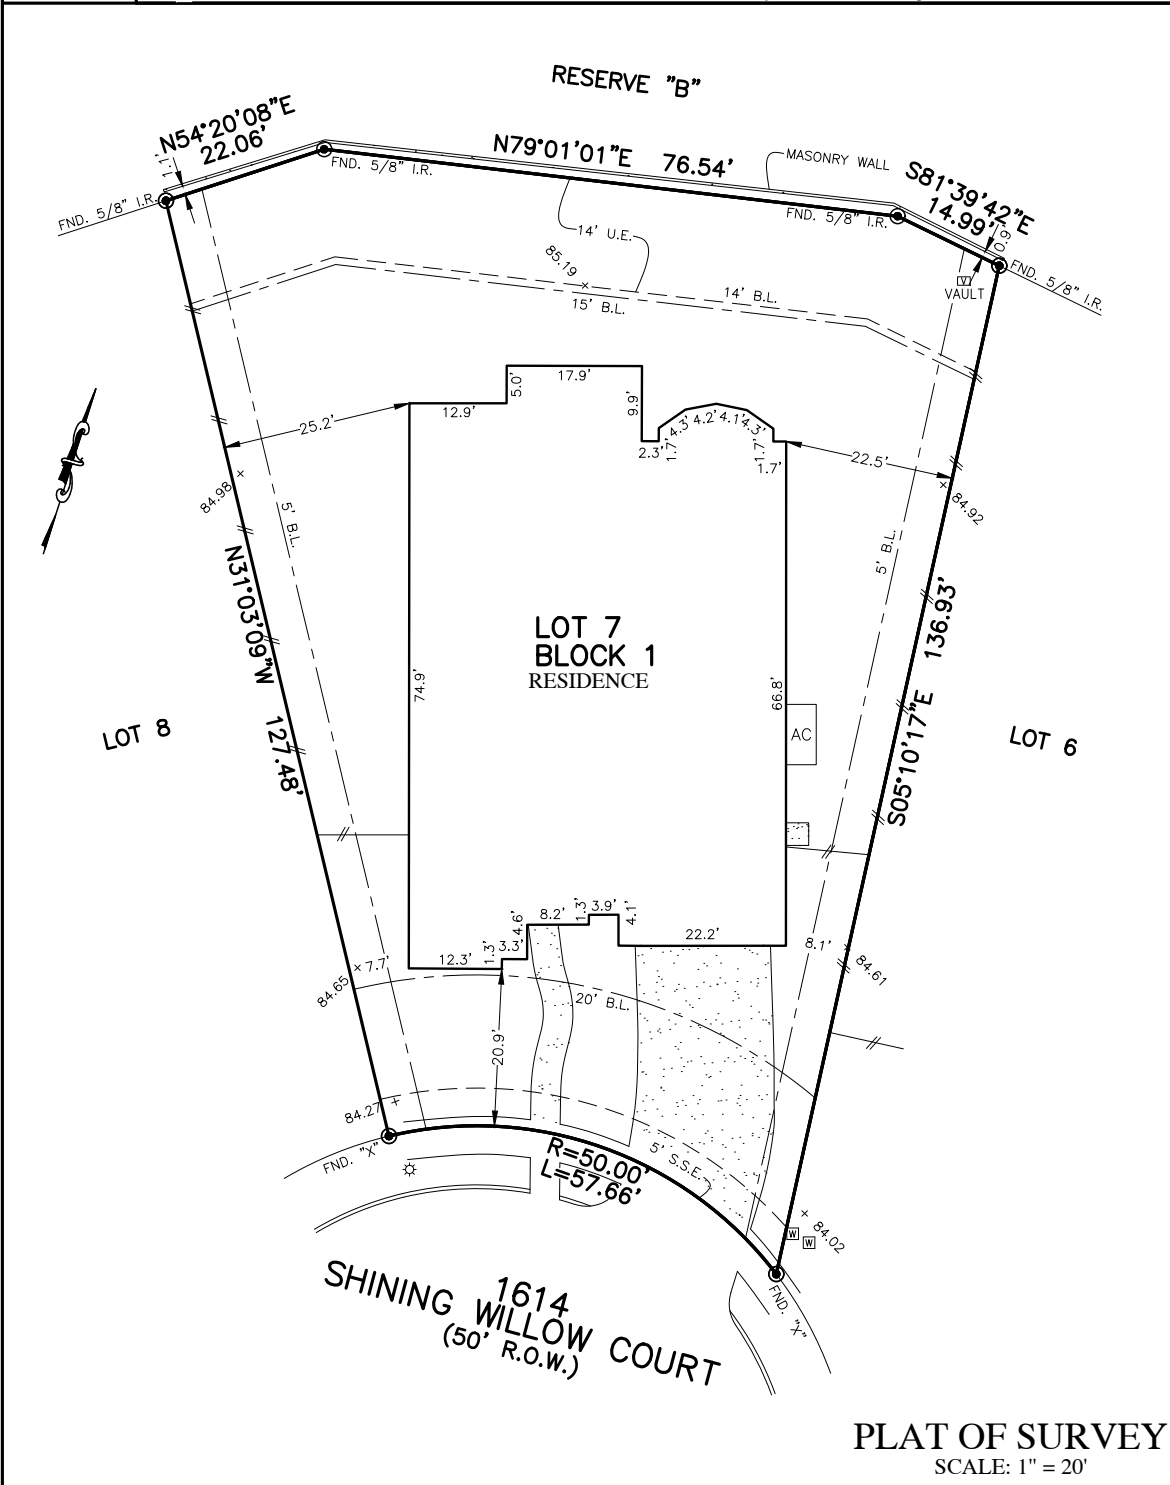 RESERVE "B"
N54°20'08"E
22.06'
1.1'
N79°01'01"E 76.54'
MASONRY WALL
S81°39'42"E
14.99'
0.9'
FND. 5/8" I.R.
FND. 5/8" I.R.
FND. 5/8" I.R.
FND. 5/8" I.R.
14' U.E.
85.19
V
VAULT
14' B.L.
15' B.L.
17.9'
5.0'
12.9'
9.9'
25.2'
2.3'
1.7'
4.3'
4.2'
4.1'
4.3'
1.7'
1.7'
22.5'
84.98
84.92
5' B.L.
5' B.L.
N31°03'09"W 127.48'
S05°10'17"E 136.93'
LOT 7
BLOCK 1
RESIDENCE
74.9'
66.8'
AC
LOT 8
LOT 6
12.3'
1.3'
3.3'
4.6'
8.2'
1.3'
3.9'
4.1'
22.2'
8.1'
84.61
84.65
7.7'
20' B.L.
20.9'
84.27
FND. "X"
R=50.00'
L=57.66'
5' S.S.E.
W
W
84.02
FND. "X"
1614
SHINING WILLOW COURT
(50' R.O.W.)
PLAT OF SURVEY
SCALE: 1" = 20'